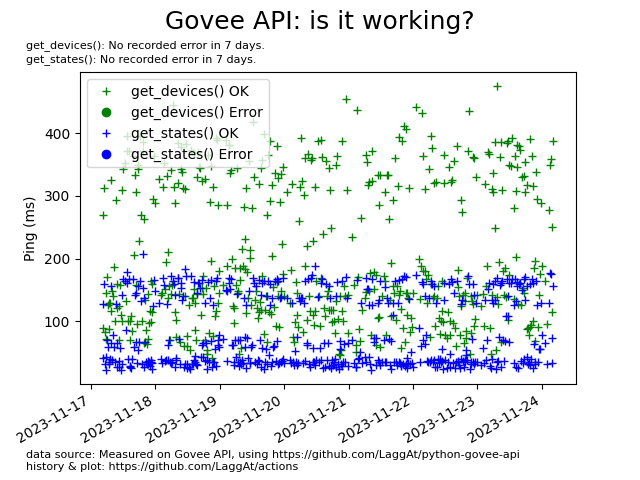 Govee API: is it working?
get_devices(): No recorded error in 7 days.
get_states(): No recorded error in 7 days.
get_devices() OK
get_devices() Error
get_states() OK
get_states() Error
400
300
200
100
Ping (ms)
2023-11-17
2023-11-18
2023-11-19
2023-11-20
2023-11-21
2023-11-22
2023-11-23
2023-11-24
data source: Measured on Govee API, using https://github.com/LaggAt/python-govee-api
history & plot: https://github.com/LaggAt/actions